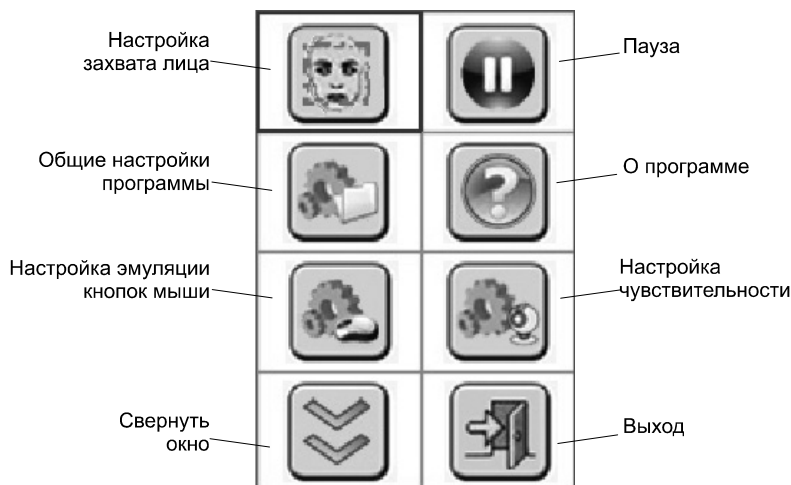 Настройка
захвата лица
Пауза
Общие настройки
программы
О программе
Настройка эмуляции
кнопок мыши
Настройка
чувствительности
Свернуть
окно
Выход